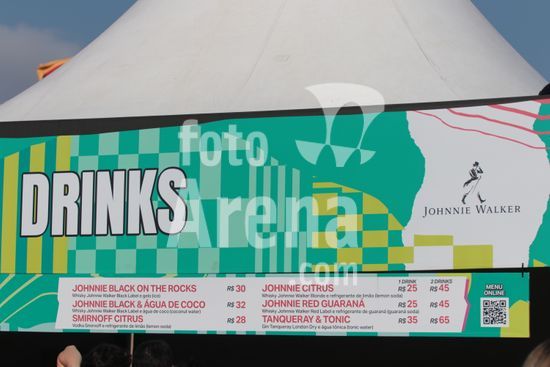 DRINKS
JOHNNIE WALKER
foto
Arena
.com
JOHNNIE BLACK ON THE ROCKS R$ 30
Whisky Johnnie Walker Black Label e gelo (ice)
JOHNNIE BLACK & ÁGUA DE COCO R$ 32
Whisky Johnnie Walker Black Label e água de coco (coconut water)
SMIRNOFF CITRUS R$ 28
Vodka Smirnoff e refrigerante de limão (lemon soda)
1 DRINK 2 DRINKS
JOHNNIE CITRUS R$ 25 R$ 45
Whisky Johnnie Walker Blonde e refrigerante de limão (lemon soda)
JOHNNIE RED GUARANÁ R$ 25 R$ 45
Whisky Johnnie Walker Red Label e refrigerante de guaraná (guaraná soda)
TANQUERAY & TONIC R$ 35 R$ 65
Gin Tanqueray London Dry e água tônica (tonic water)
MENU
ONLINE